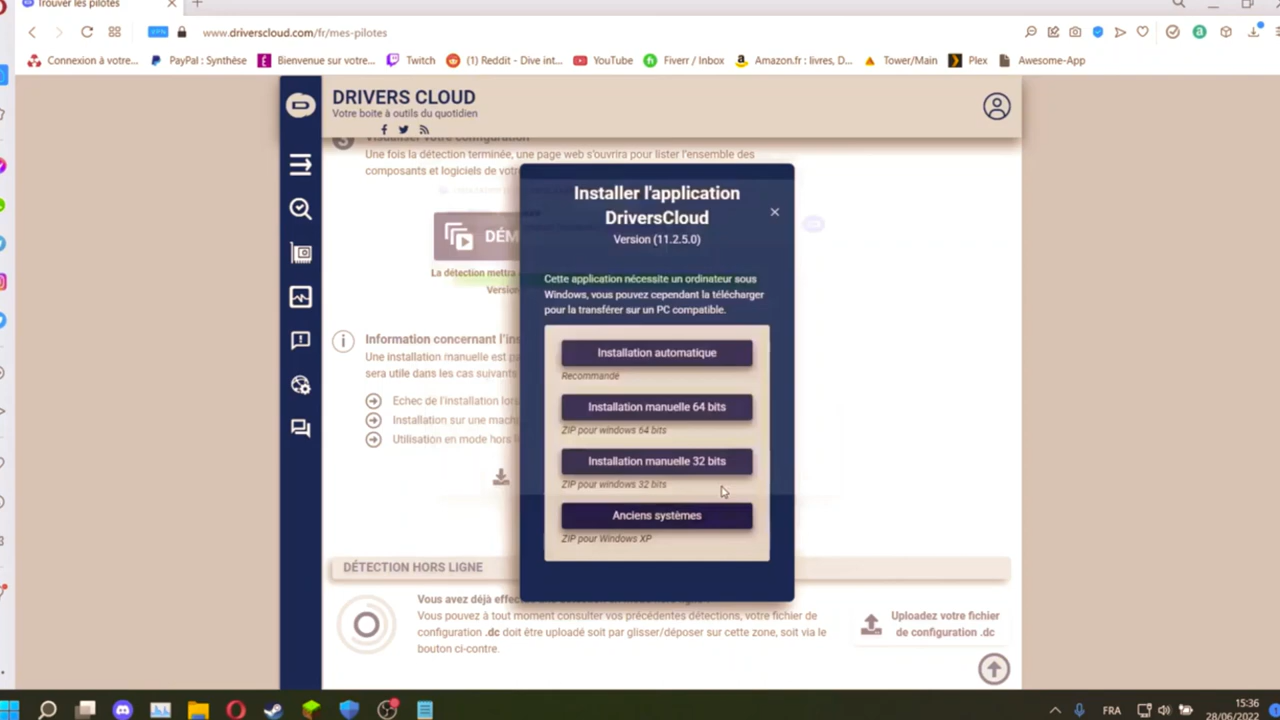 Trouver les pilotes
VPN
www.driverscloud.com/fr/mes-pilotes
Connexion à votre...
PayPal : Synthèse
Bienvenue sur votre...
Twitch
(1) Reddit - Dive int...
YouTube
Fiverr / Inbox
Amazon.fr : livres, D...
Tower/Main
Plex
Awesome-App
DRIVERS CLOUD
Votre boite à outils du quotidien
Visualiser votre configuration
Une fois la détection terminée, une page web s'ouvrira pour lister l'ensemble des
composants et logiciels de
DÉM
La détection mettra
Version
Information concernant l'ins
Une installation manuelle est
sera utile dans les cas suivants
Echec de l'installation lors
Installation sur une mach
Utilisation en mode hors
Installer l'application
DriversCloud
Version (11.2.5.0)
Cette application nécessite un ordinateur sous
Windows, vous pouvez cependant la télécharger
pour la transférer sur un PC compatible.
Installation automatique
Recommandé
Installation manuelle 64 bits
ZIP pour windows 64 bits
Installation manuelle 32 bits
ZIP pour windows 32 bits
Anciens systèmes
ZIP pour Windows XP
DÉTECTION HORS LIGNE
Vous avez déjà
Vous pouvez à tout moment consulter vos précédentes détections, votre fichier de
configuration .dc doit être uploadé soit par glisser/déposer sur cette zone, soit via le
bouton ci-contre.
Uploadez votre fichier
de configuration .dc
FRA
15:36
28/06/2022